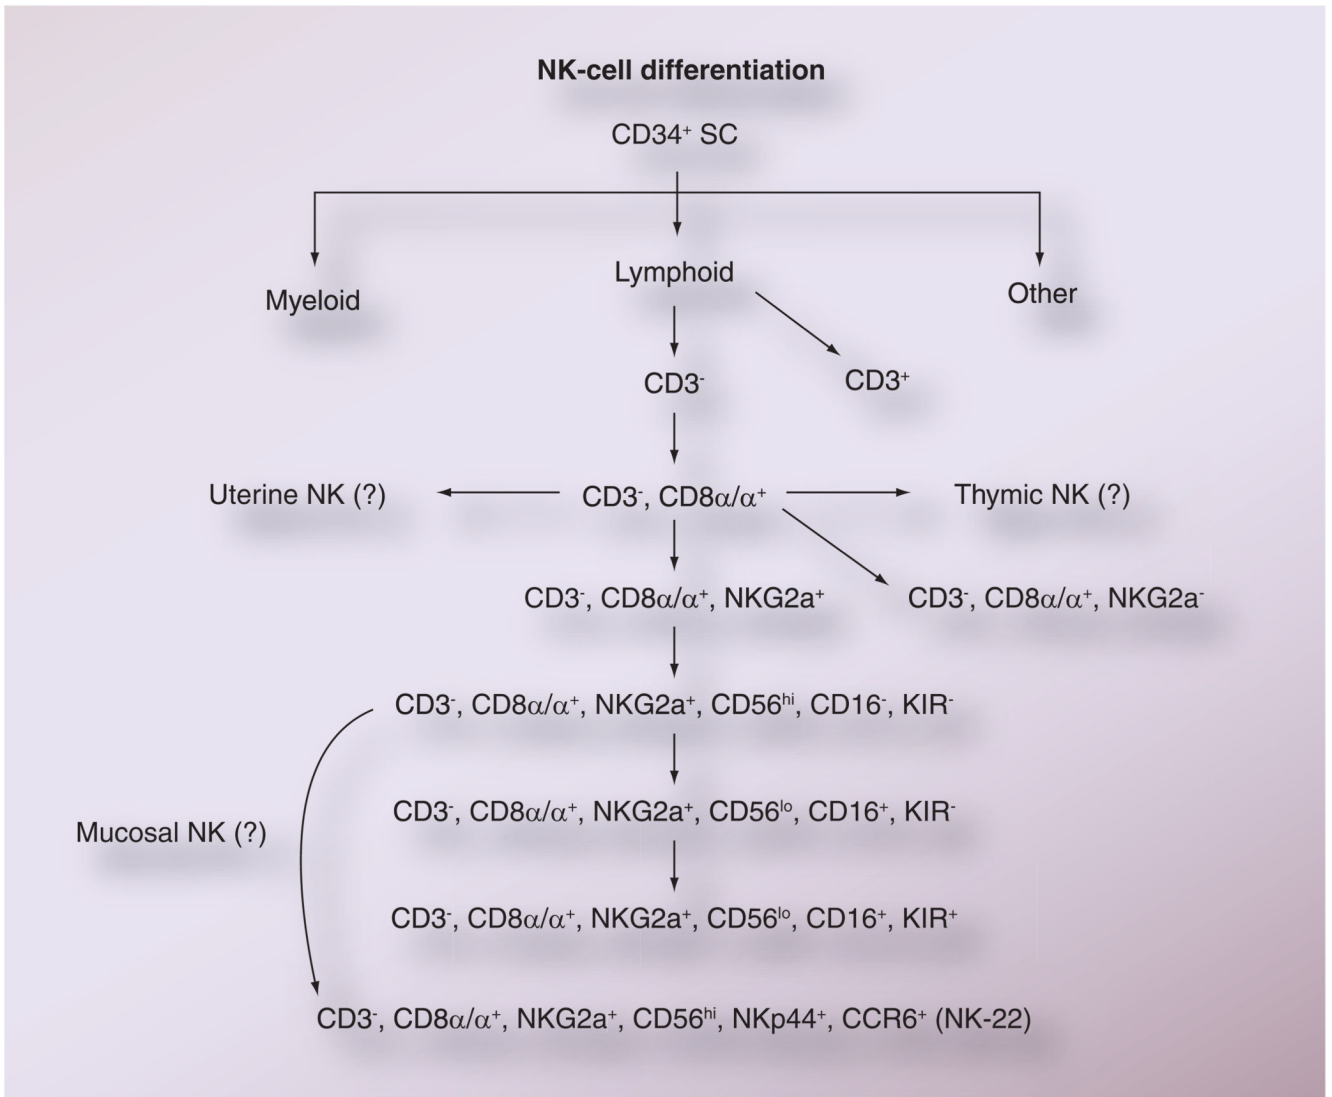 NK-cell differentiation
CD34⁺ SC
Lymphoid
Myeloid
Other
CD3⁻
CD3⁺
Uterine NK (?)
CD3⁻, CD8α/α⁺
Thymic NK (?)
CD3⁻, CD8α/α⁺, NKG2a⁺
CD3⁻, CD8α/α⁺, NKG2a⁻
CD3⁻, CD8α/α⁺, NKG2a⁺, CD56ʰⁱ, CD16⁻, KIR⁻
CD3⁻, CD8α/α⁺, NKG2a⁺, CD56ˡᵒ, CD16⁺, KIR⁻
Mucosal NK (?)
CD3⁻, CD8α/α⁺, NKG2a⁺, CD56ˡᵒ, CD16⁺, KIR⁺
CD3⁻, CD8α/α⁺, NKG2a⁺, CD56ʰⁱ, NKp44⁺, CCR6⁺ (NK-22)